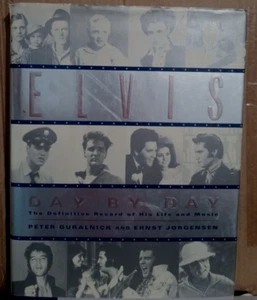 ELVIS
DAY BY DAY
The Definitive Record of His Life and Music
PETER GURALNICK AND ERNST JORGENSEN